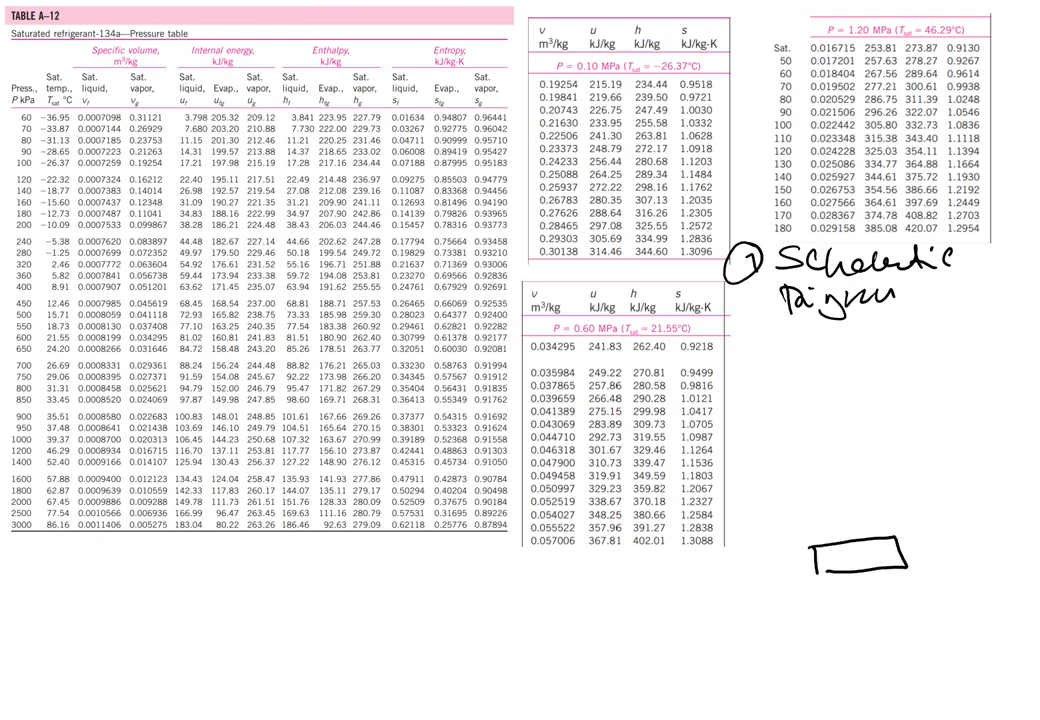 TABLE A–12
Saturated refrigerant-134a—Pressure table
Specific volume, m³/kg Internal energy, kJ/kg Enthalpy, kJ/kg Entropy, kJ/kg·K
Press., P kPa Sat. temp., Tsat °C Sat. liquid, vf Sat. vapor, vg Sat. liquid, uf Evap., ufg Sat. vapor, ug Sat. liquid, hf Evap., hfg Sat. vapor, hg Sat. liquid, sf Evap., sfg Sat. vapor, sg
60 −36.95 0.0007098 0.31121 3.798 205.32 209.12 3.841 223.95 227.79 0.01634 0.94807 0.96441
70 −33.87 0.0007144 0.26929 7.680 203.20 210.88 7.730 222.00 229.73 0.03267 0.92775 0.96042
80 −31.13 0.0007185 0.23753 11.15 201.30 212.46 11.21 220.25 231.46 0.04711 0.90999 0.95710
90 −28.65 0.0007223 0.21263 14.31 199.57 213.88 14.37 218.65 233.02 0.06008 0.89419 0.95427
100 −26.37 0.0007259 0.19254 17.21 197.98 215.19 17.28 217.16 234.44 0.07188 0.87995 0.95183
120 −22.32 0.0007324 0.16212 22.40 195.11 217.51 22.49 214.48 236.97 0.09275 0.85503 0.94779
140 −18.77 0.0007383 0.14014 26.98 192.57 219.54 27.08 212.08 239.16 0.11087 0.83368 0.94456
160 −15.60 0.0007437 0.12348 31.09 190.27 221.35 31.21 209.90 241.11 0.12693 0.81496 0.94190
180 −12.73 0.0007487 0.11041 34.83 188.16 222.99 34.97 207.90 242.86 0.14139 0.79826 0.93965
200 −10.09 0.0007533 0.099867 38.28 186.21 224.48 38.43 206.03 244.46 0.15457 0.78316 0.93773
240 −5.38 0.0007620 0.083897 44.48 182.67 227.14 44.66 202.62 247.28 0.17794 0.75664 0.93458
280 −1.25 0.0007699 0.072352 49.97 179.50 229.46 50.18 199.54 249.72 0.19829 0.73381 0.93210
320 2.46 0.0007772 0.063604 54.92 176.61 231.52 55.16 196.71 251.88 0.21637 0.71369 0.93006
360 5.82 0.0007841 0.056738 59.44 173.94 233.38 59.72 194.08 253.81 0.23270 0.69566 0.92836
400 8.91 0.0007907 0.051201 63.62 171.45 235.07 63.94 191.62 255.55 0.24761 0.67929 0.92691
450 12.46 0.0007985 0.045619 68.45 168.54 237.00 68.81 188.71 257.53 0.26465 0.66069 0.92535
500 15.71 0.0008059 0.041118 72.93 165.82 238.75 73.33 185.98 259.30 0.28023 0.64377 0.92400
550 18.73 0.0008130 0.037408 77.10 163.25 240.35 77.54 183.38 260.92 0.29461 0.62821 0.92282
600 21.55 0.0008199 0.034295 81.02 160.81 241.83 81.51 180.90 262.40 0.30799 0.61378 0.92177
650 24.20 0.0008266 0.031646 84.72 158.48 243.20 85.26 178.51 263.77 0.32051 0.60030 0.92081
700 26.69 0.0008331 0.029361 88.24 156.24 244.48 88.82 176.21 265.03 0.33230 0.58763 0.91994
750 29.06 0.0008395 0.027371 91.59 154.08 245.67 92.22 173.98 266.20 0.34345 0.57567 0.91912
800 31.31 0.0008458 0.025621 94.79 152.00 246.79 95.47 171.82 267.29 0.35404 0.56431 0.91835
850 33.45 0.0008520 0.024069 97.87 149.98 247.85 98.60 169.71 268.31 0.36413 0.55349 0.91762
900 35.51 0.0008580 0.022683 100.83 148.01 248.85 101.61 167.66 269.26 0.37377 0.54315 0.91692
950 37.48 0.0008641 0.021438 103.69 146.10 249.79 104.51 165.64 270.15 0.38301 0.53323 0.91624
1000 39.37 0.0008700 0.020313 106.45 144.23 250.68 107.32 163.67 270.99 0.39189 0.52368 0.91558
1200 46.29 0.0008934 0.016715 116.70 137.11 253.81 117.77 156.10 273.87 0.42441 0.48863 0.91303
1400 52.40 0.0009166 0.014107 125.94 130.43 256.37 127.22 148.90 276.12 0.45315 0.45734 0.91050
1600 57.88 0.0009400 0.012123 134.43 124.04 258.47 135.93 141.93 277.86 0.47911 0.42873 0.90784
1800 62.87 0.0009639 0.010559 142.33 117.83 260.17 144.07 135.11 279.17 0.50294 0.40204 0.90498
2000 67.45 0.0009886 0.009288 149.78 111.73 261.51 151.76 128.33 280.09 0.52509 0.37675 0.90184
2500 77.54 0.0010566 0.006936 166.99 96.47 263.45 169.63 111.16 280.79 0.57531 0.31695 0.89226
3000 86.16 0.0011406 0.005275 183.04 80.22 263.26 186.46 92.63 279.09 0.62118 0.25776 0.87894
v u h s
m³/kg kJ/kg kJ/kg kJ/kg·K
P = 0.10 MPa (Tsat = −26.37°C)
0.19254 215.19 234.44 0.9518
0.19841 219.66 239.50 0.9721
0.20743 226.75 247.49 1.0030
0.21630 233.95 255.58 1.0332
0.22506 241.30 263.81 1.0628
0.23373 248.79 272.17 1.0918
0.24233 256.44 280.68 1.1203
0.25088 264.25 289.34 1.1484
0.25937 272.22 298.16 1.1762
0.26783 280.35 307.13 1.2035
0.27626 288.64 316.26 1.2305
0.28465 297.08 325.55 1.2572
0.29303 305.69 334.99 1.2836
0.30138 314.46 344.60 1.3096
v u h s
m³/kg kJ/kg kJ/kg kJ/kg·K
P = 0.60 MPa (Tsat = 21.55°C)
0.034295 241.83 262.40 0.9218
0.035984 249.22 270.81 0.9499
0.037865 257.86 280.58 0.9816
0.039659 266.48 290.28 1.0121
0.041389 275.15 299.98 1.0417
0.043069 283.89 309.73 1.0705
0.044710 292.73 319.55 1.0987
0.046318 301.67 329.46 1.1264
0.047900 310.73 339.47 1.1536
0.049458 319.91 349.59 1.1803
0.050997 329.23 359.82 1.2067
0.052519 338.67 370.18 1.2327
0.054027 348.25 380.66 1.2584
0.055522 357.96 391.27 1.2838
0.057006 367.81 402.01 1.3088
P = 1.20 MPa (Tsat = 46.29°C)
Sat. 0.016715 253.81 273.87 0.9130
50 0.017201 257.63 278.27 0.9267
60 0.018404 267.56 289.64 0.9614
70 0.019502 277.21 300.61 0.9938
80 0.020529 286.75 311.39 1.0248
90 0.021506 296.26 322.07 1.0546
100 0.022442 305.80 332.73 1.0836
110 0.023348 315.38 343.40 1.1118
120 0.024228 325.03 354.11 1.1394
130 0.025086 334.77 364.88 1.1664
140 0.025927 344.61 375.72 1.1930
150 0.026753 354.56 386.66 1.2192
160 0.027566 364.61 397.69 1.2449
170 0.028367 374.78 408.82 1.2703
180 0.029158 385.08 420.07 1.2954